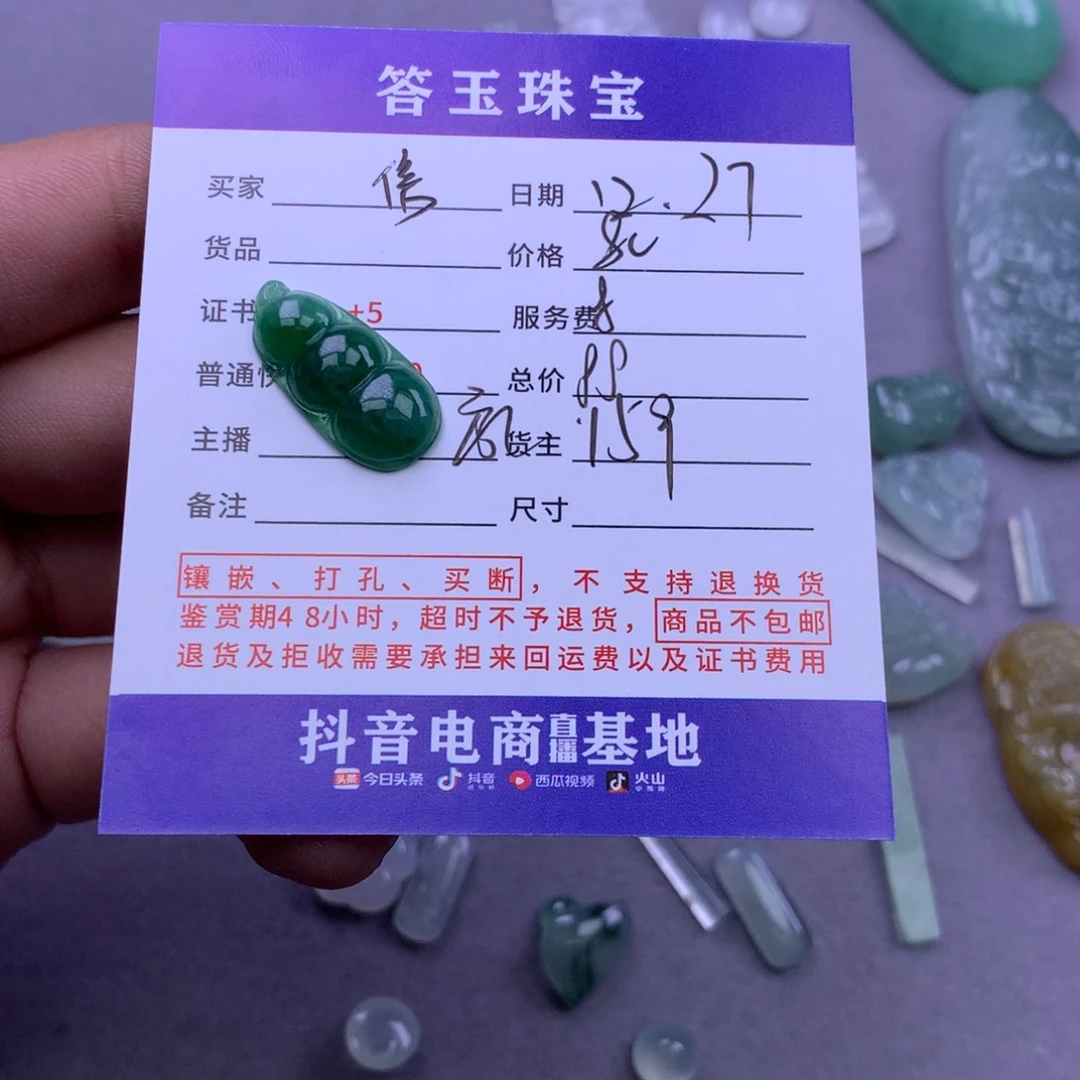 答玉珠宝
买家 日期 12.27
货品 价格
证书 +5 服务费 8
普通 总价 88
主播 货主 159
备注 尺寸
镶嵌、打孔、买断，不支持退换货
鉴赏期4 8小时，超时不予退货，商品不包邮
退货及拒收需要承担来回运费以及证书费用
抖音电商直播基地
头条 今日头条 抖音 西瓜视频 火山